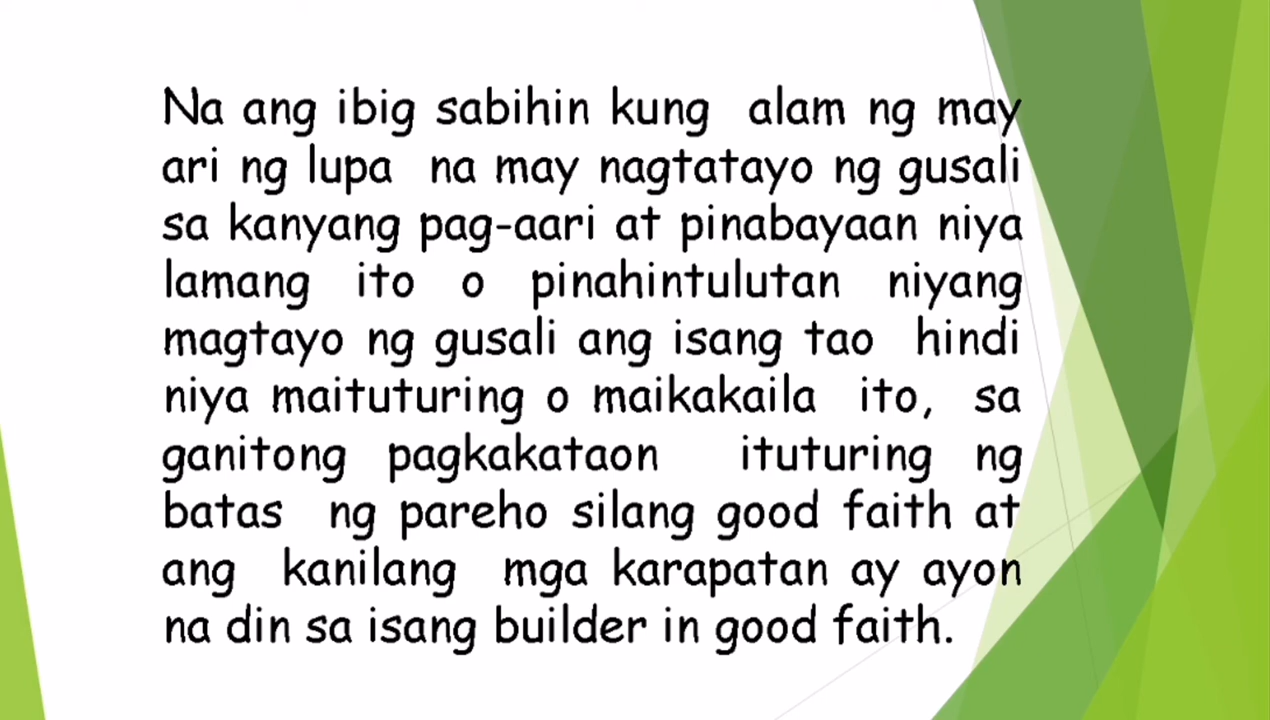 Na ang ibig sabihin kung alam ng may
ari ng lupa na may nagtatayo ng gusali
sa kanyang pag-aari at pinabayaan niya
lamang ito o pinahintulutan niyang
magtayo ng gusali ang isang tao hindi
niya maituturing o maikakaila ito, sa
ganitong pagkakataon ituturing ng
batas ng pareho silang good faith at
ang kanilang mga karapatan ay ayon
na din sa isang builder in good faith.